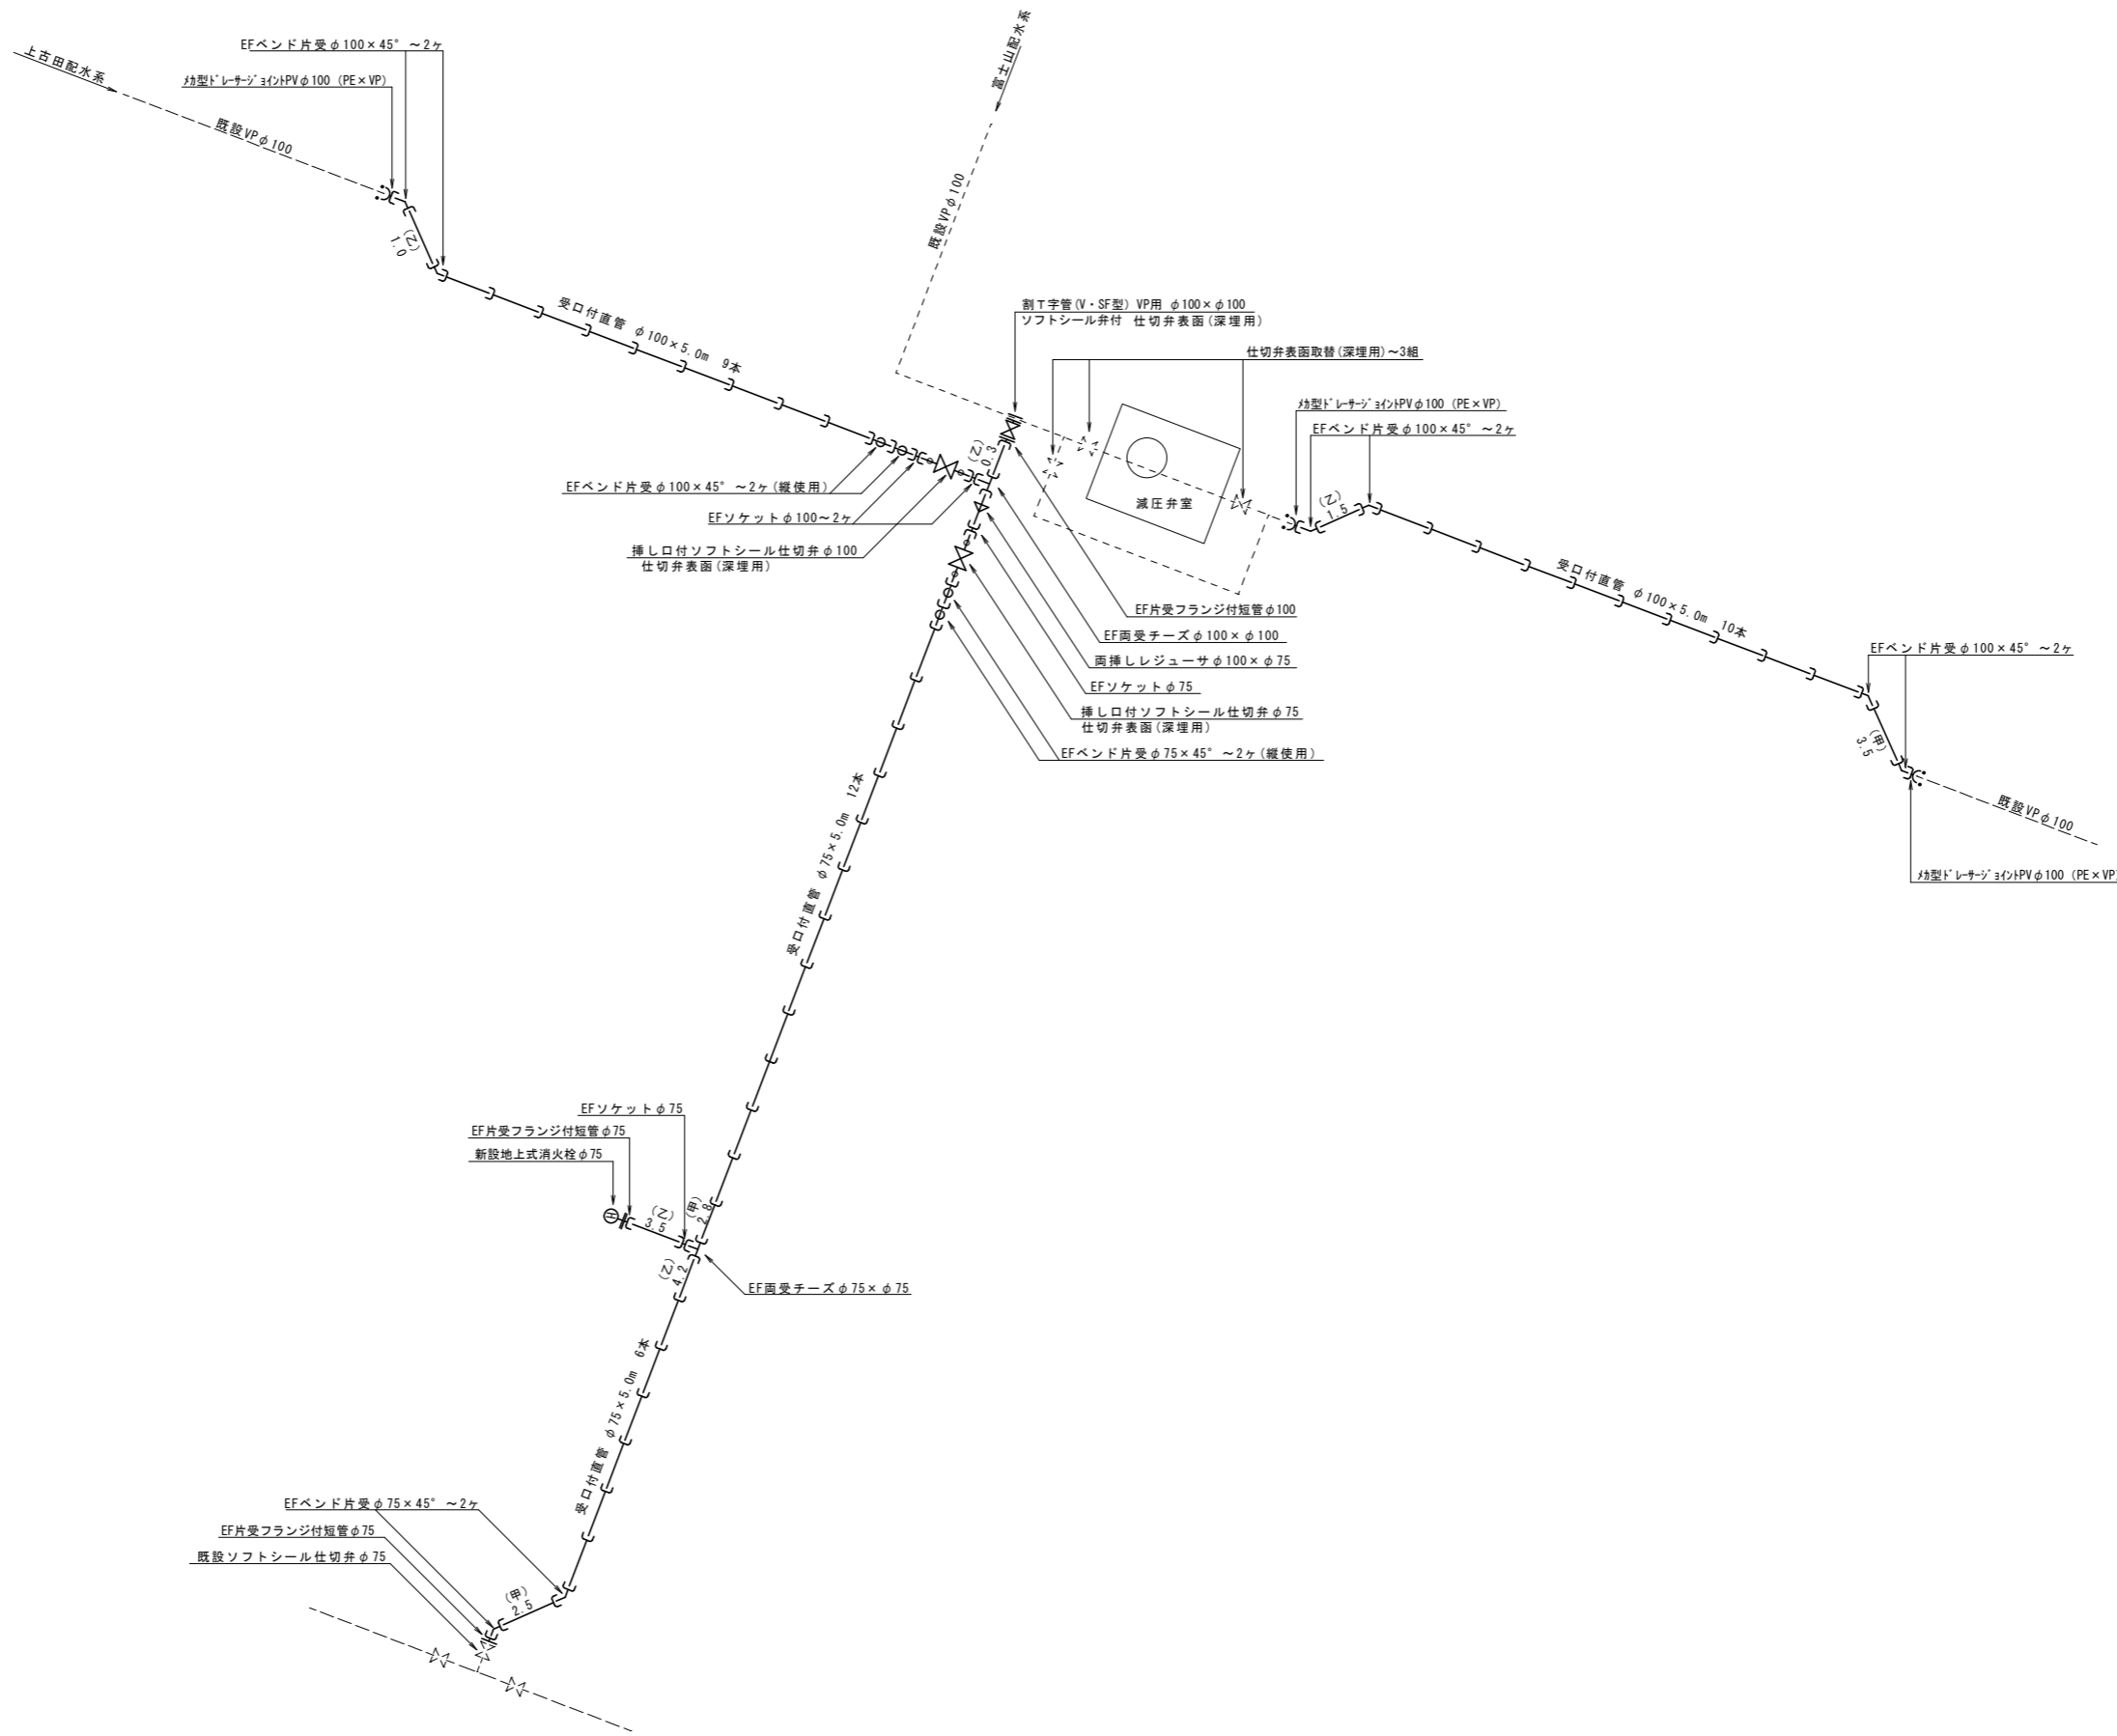 EFベンド片受φ100×45° ～2ヶ
上古田配水系
ﾒｶ型ﾄﾞﾚｰｻｰｼﾞｮｲﾝﾄPVφ100 (PE×VP)
既設VPφ100
(乙)
1.0
受口付直管 φ100×5.0m 9本
富士山配水系
既設VPφ100
割T字管(V・SF型) VP用 φ100×φ100
ソフトシール弁付 仕切弁表函(深埋用)
仕切弁表函取替(深埋用)～3組
ﾒｶ型ﾄﾞﾚｰｻｰｼﾞｮｲﾝﾄPVφ100 (PE×VP)
EFベンド片受φ100×45° ～2ヶ
(乙)
0.3
減圧弁室
(乙)
1.5
EFベンド片受φ100×45° ～2ヶ(縦使用)
EFソケットφ100～2ヶ
挿し口付ソフトシール仕切弁φ100
仕切弁表函(深埋用)
受口付直管 φ100×5.0m 10本
EF片受フランジ付短管φ100
EF両受チーズφ100×φ100
両挿しレジューサφ100×φ75
EFソケットφ75
挿し口付ソフトシール仕切弁φ75
仕切弁表函(深埋用)
EFベンド片受φ75×45° ～2ヶ(縦使用)
EFベンド片受φ100×45° ～2ヶ
(甲)
3.5
既設VPφ100
ﾒｶ型ﾄﾞﾚｰｻｰｼﾞｮｲﾝﾄPVφ100 (PE×VP)
受口付直管 φ75×5.0m 12本
EFソケットφ75
EF片受フランジ付短管φ75
新設地上式消火栓φ75
H
(乙)
3.5
(甲)
2.8
(乙)
4.2
EF両受チーズφ75×φ75
受口付直管 φ75×5.0m 6本
EFベンド片受φ75×45° ～2ヶ
EF片受フランジ付短管φ75
既設ソフトシール仕切弁φ75
(甲)
2.5